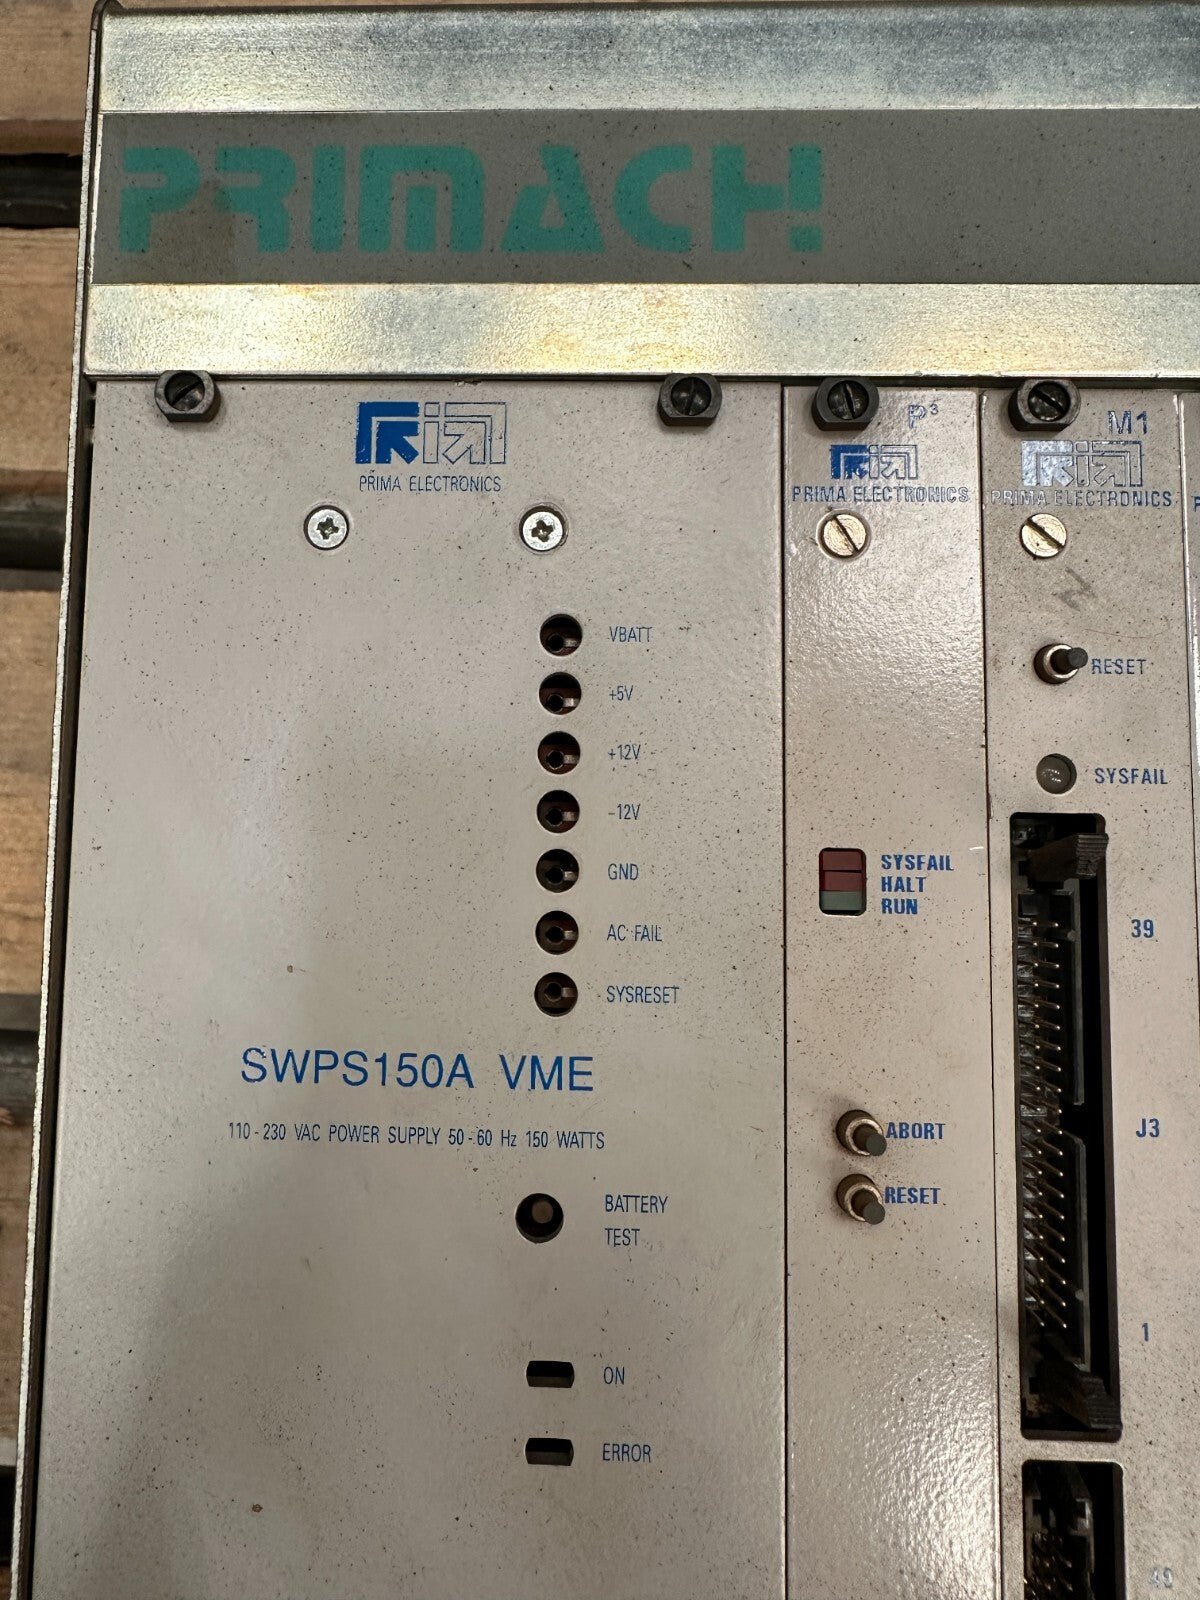 PRIMACH
PRIMA ELECTRONICS
VBATT
+5V
+12V
-12V
GND
AC FAIL
SYSRESET
SWPS150A VME
110-230 VAC POWER SUPPLY 50-60 Hz 150 WATTS
BATTERY
TEST
ON
ERROR
P³
PRIMA ELECTRONICS
SYSFAIL
HALT
RUN
ABORT
RESET
M1
PRIMA ELECTRONICS
RESET
SYSFAIL
39
J3
1